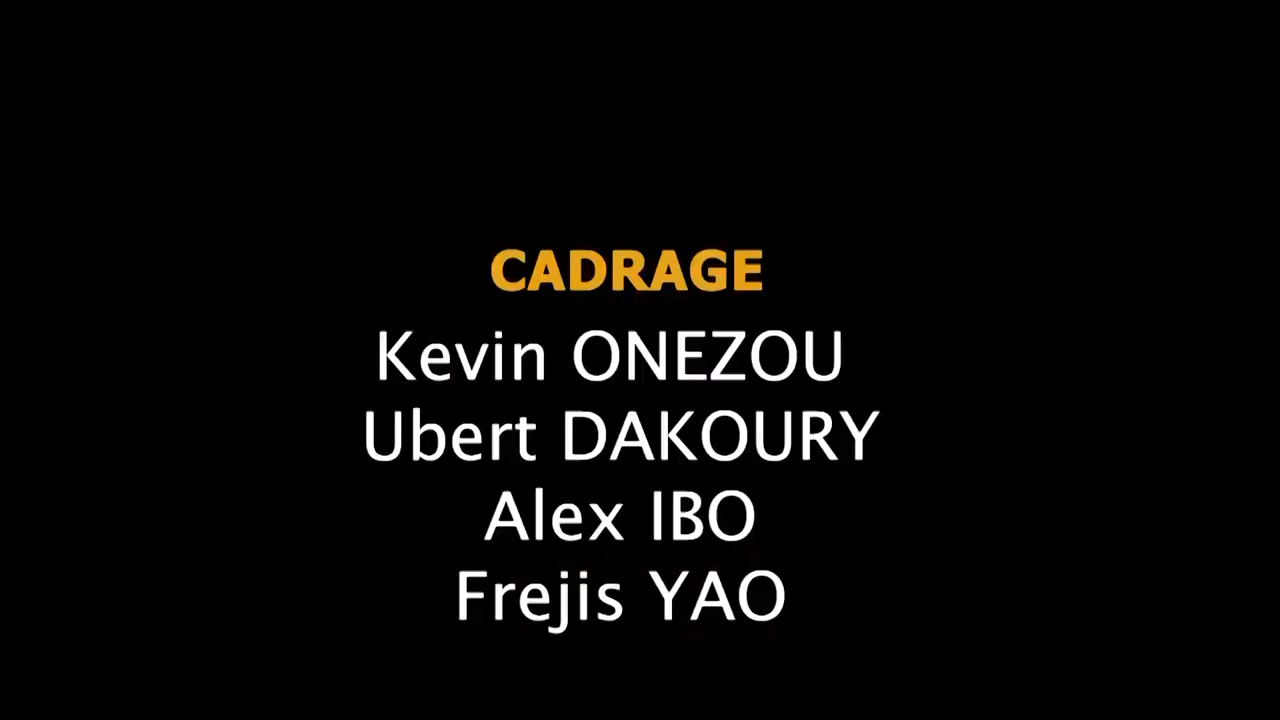 CADRAGE
Kevin ONEZOU
Ubert DAKOURY
Alex IBO
Frejis YAO